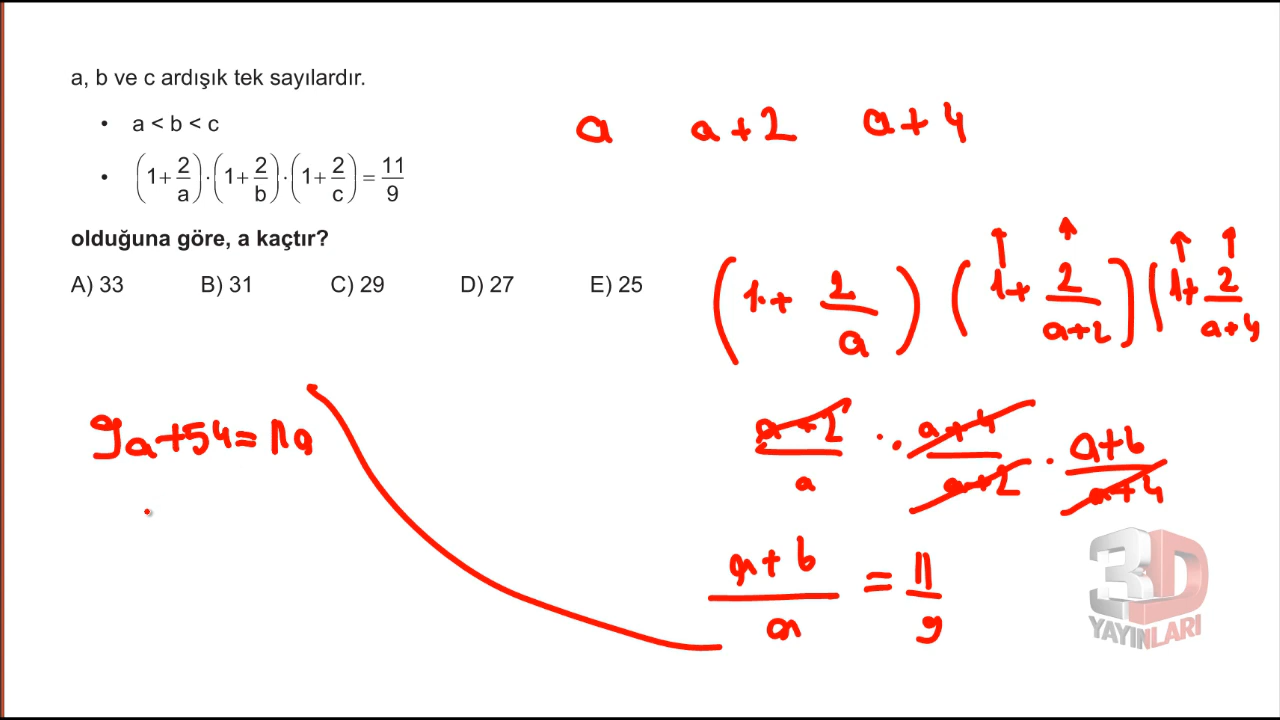 a, b ve c ardışık tek sayılardır.
• a < b < c
• (1+2/a)·(1+2/b)·(1+2/c)=11/9
olduğuna göre, a kaçtır?
A) 33 B) 31 C) 29 D) 27 E) 25
a a+2 a+4
(1+2/a)(1+2/(a+2))(1+2/(a+4)
(a+2)/a · (a+4)/(a+2) · (a+6)/(a+4)
9a+54=11a
(a+6)/a = 11/9
3D
YAYINLARI